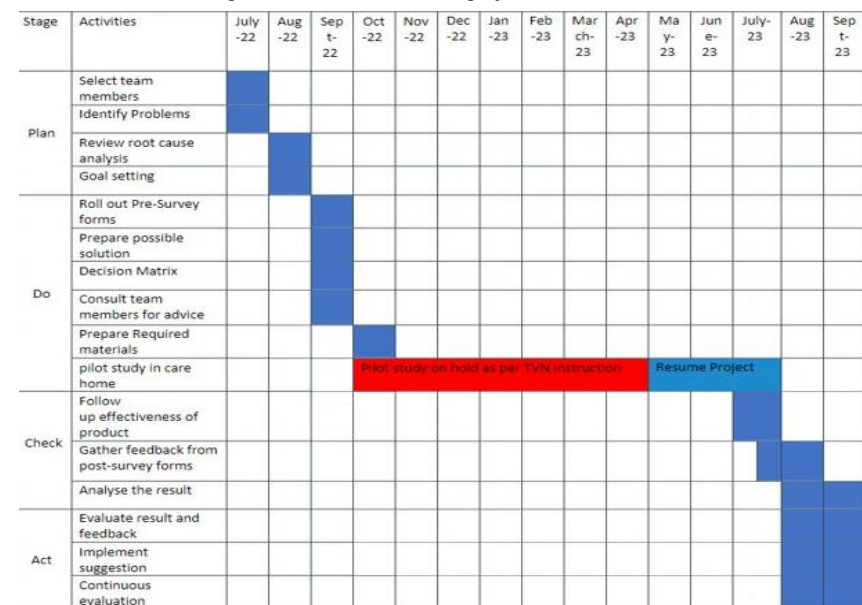 Stage Activities July Aug Sep Oct Nov Dec Jan Feb Mar Apr Ma Jun July- Aug Sep
-22 -22 t- -22 -22 -22 -23 -23 ch- -23 y- e- 23 -23 t-
22 23 23 23 23
Select team
members
Identify Problems
Plan
Review root cause
analysis
Goal setting
Roll out Pre-Survey
forms
Prepare possible
solution
Decision Matrix
Do
Consult team
members for advice
Prepare Required
materials
pilot study in care
home
Pilot study on hold as per TVN instruction
Resume Project
Follow
up effectiveness of
product
Check
Gather feedback from
post-survey forms
Analyse the result
Evaluate result and
feedback
Act
Implement
suggestion
Continuous
evaluation